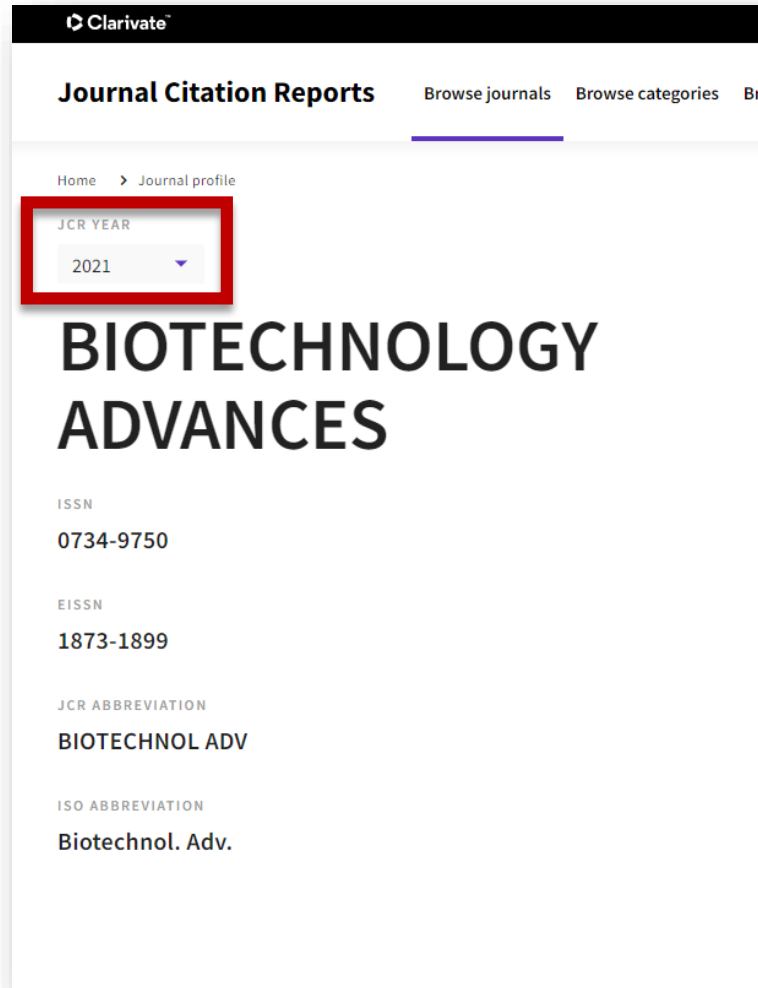 Clarivate™
Journal Citation Reports Browse journals Browse categories
Home > Journal profile
JCR YEAR
2021
BIOTECHNOLOGY
ADVANCES
ISSN
0734-9750
EISSN
1873-1899
JCR ABBREVIATION
BIOTECHNOL ADV
ISO ABBREVIATION
Biotechnol. Adv.